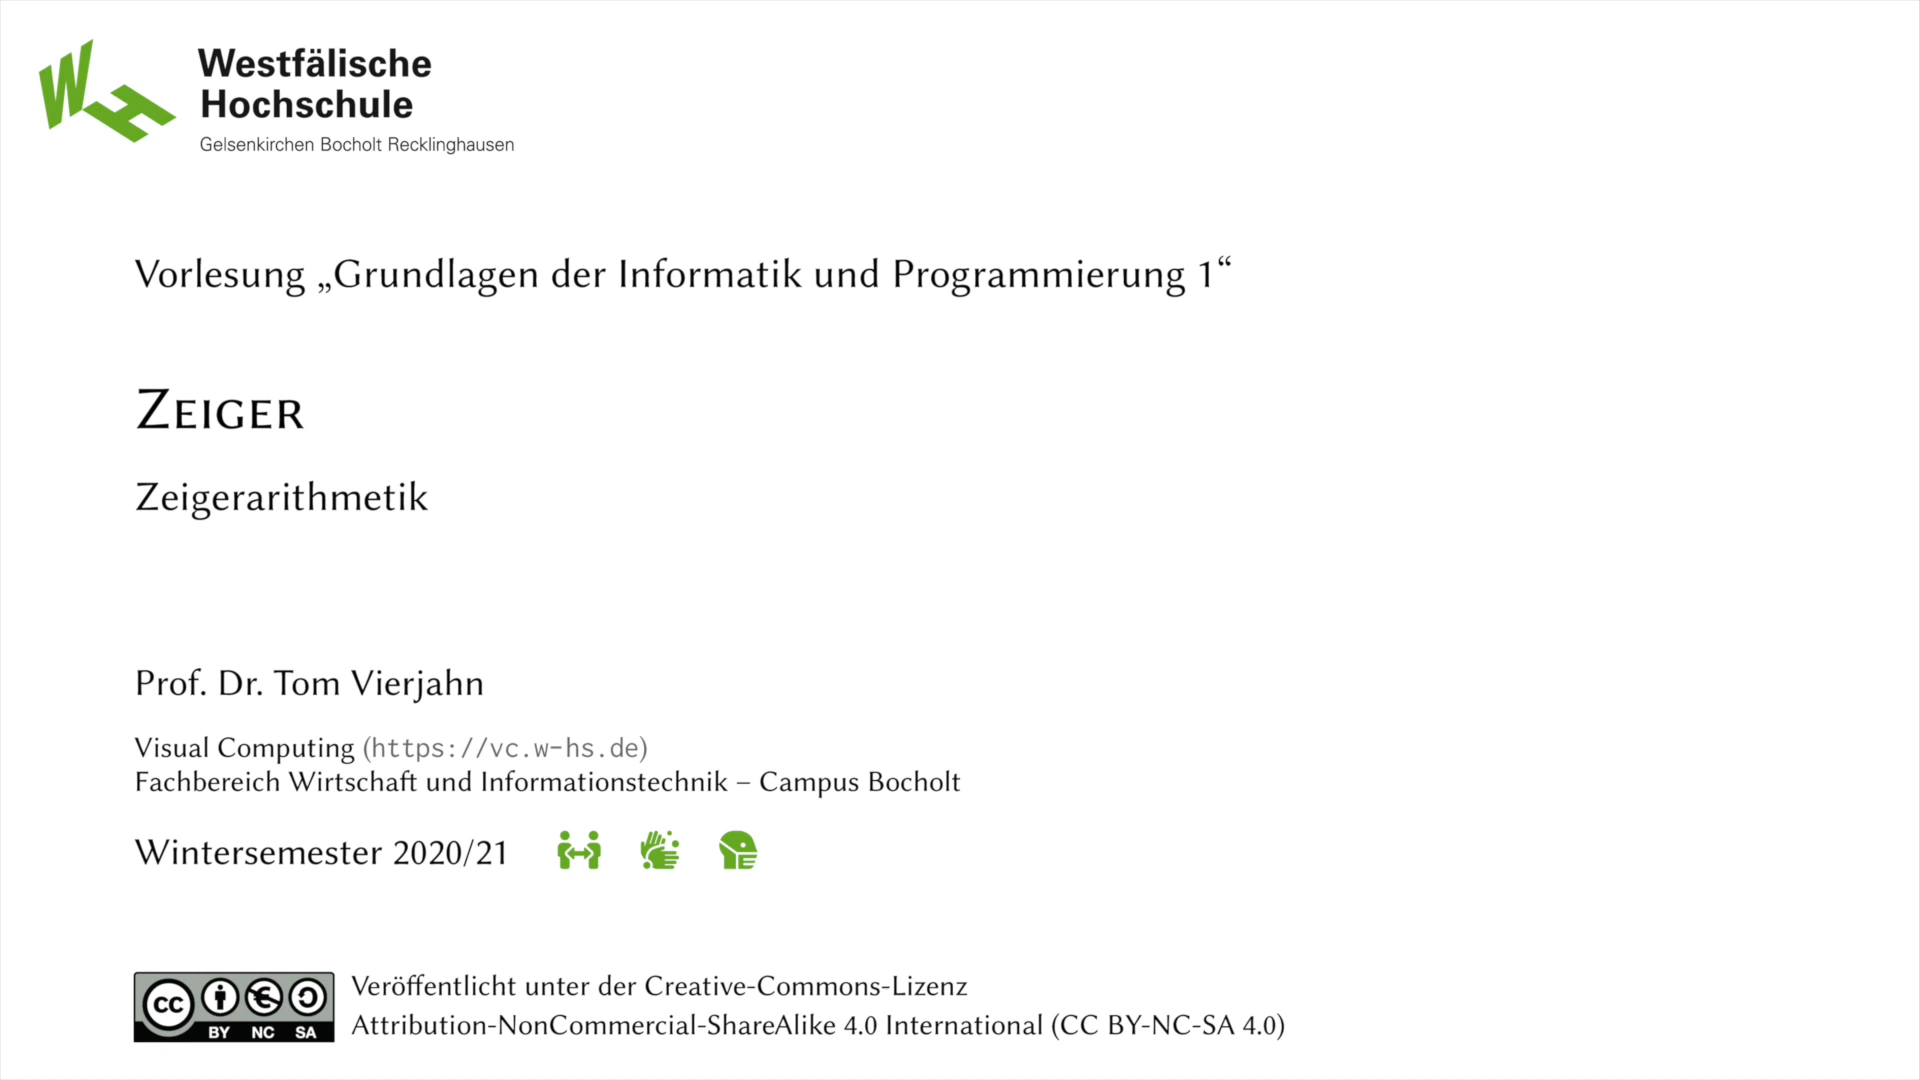 Westfälische
Hochschule
Gelsenkirchen Bocholt Recklinghausen
Vorlesung „Grundlagen der Informatik und Programmierung 1“
Zeiger
Zeigerarithmetik
Prof. Dr. Tom Vierjahn
Visual Computing (https://vc.w-hs.de)
Fachbereich Wirtschaft und Informationstechnik – Campus Bocholt
Wintersemester 2020/21
Veröffentlicht unter der Creative-Commons-Lizenz
Attribution-NonCommercial-ShareAlike 4.0 International (CC BY-NC-SA 4.0)
cc
BY NC SA